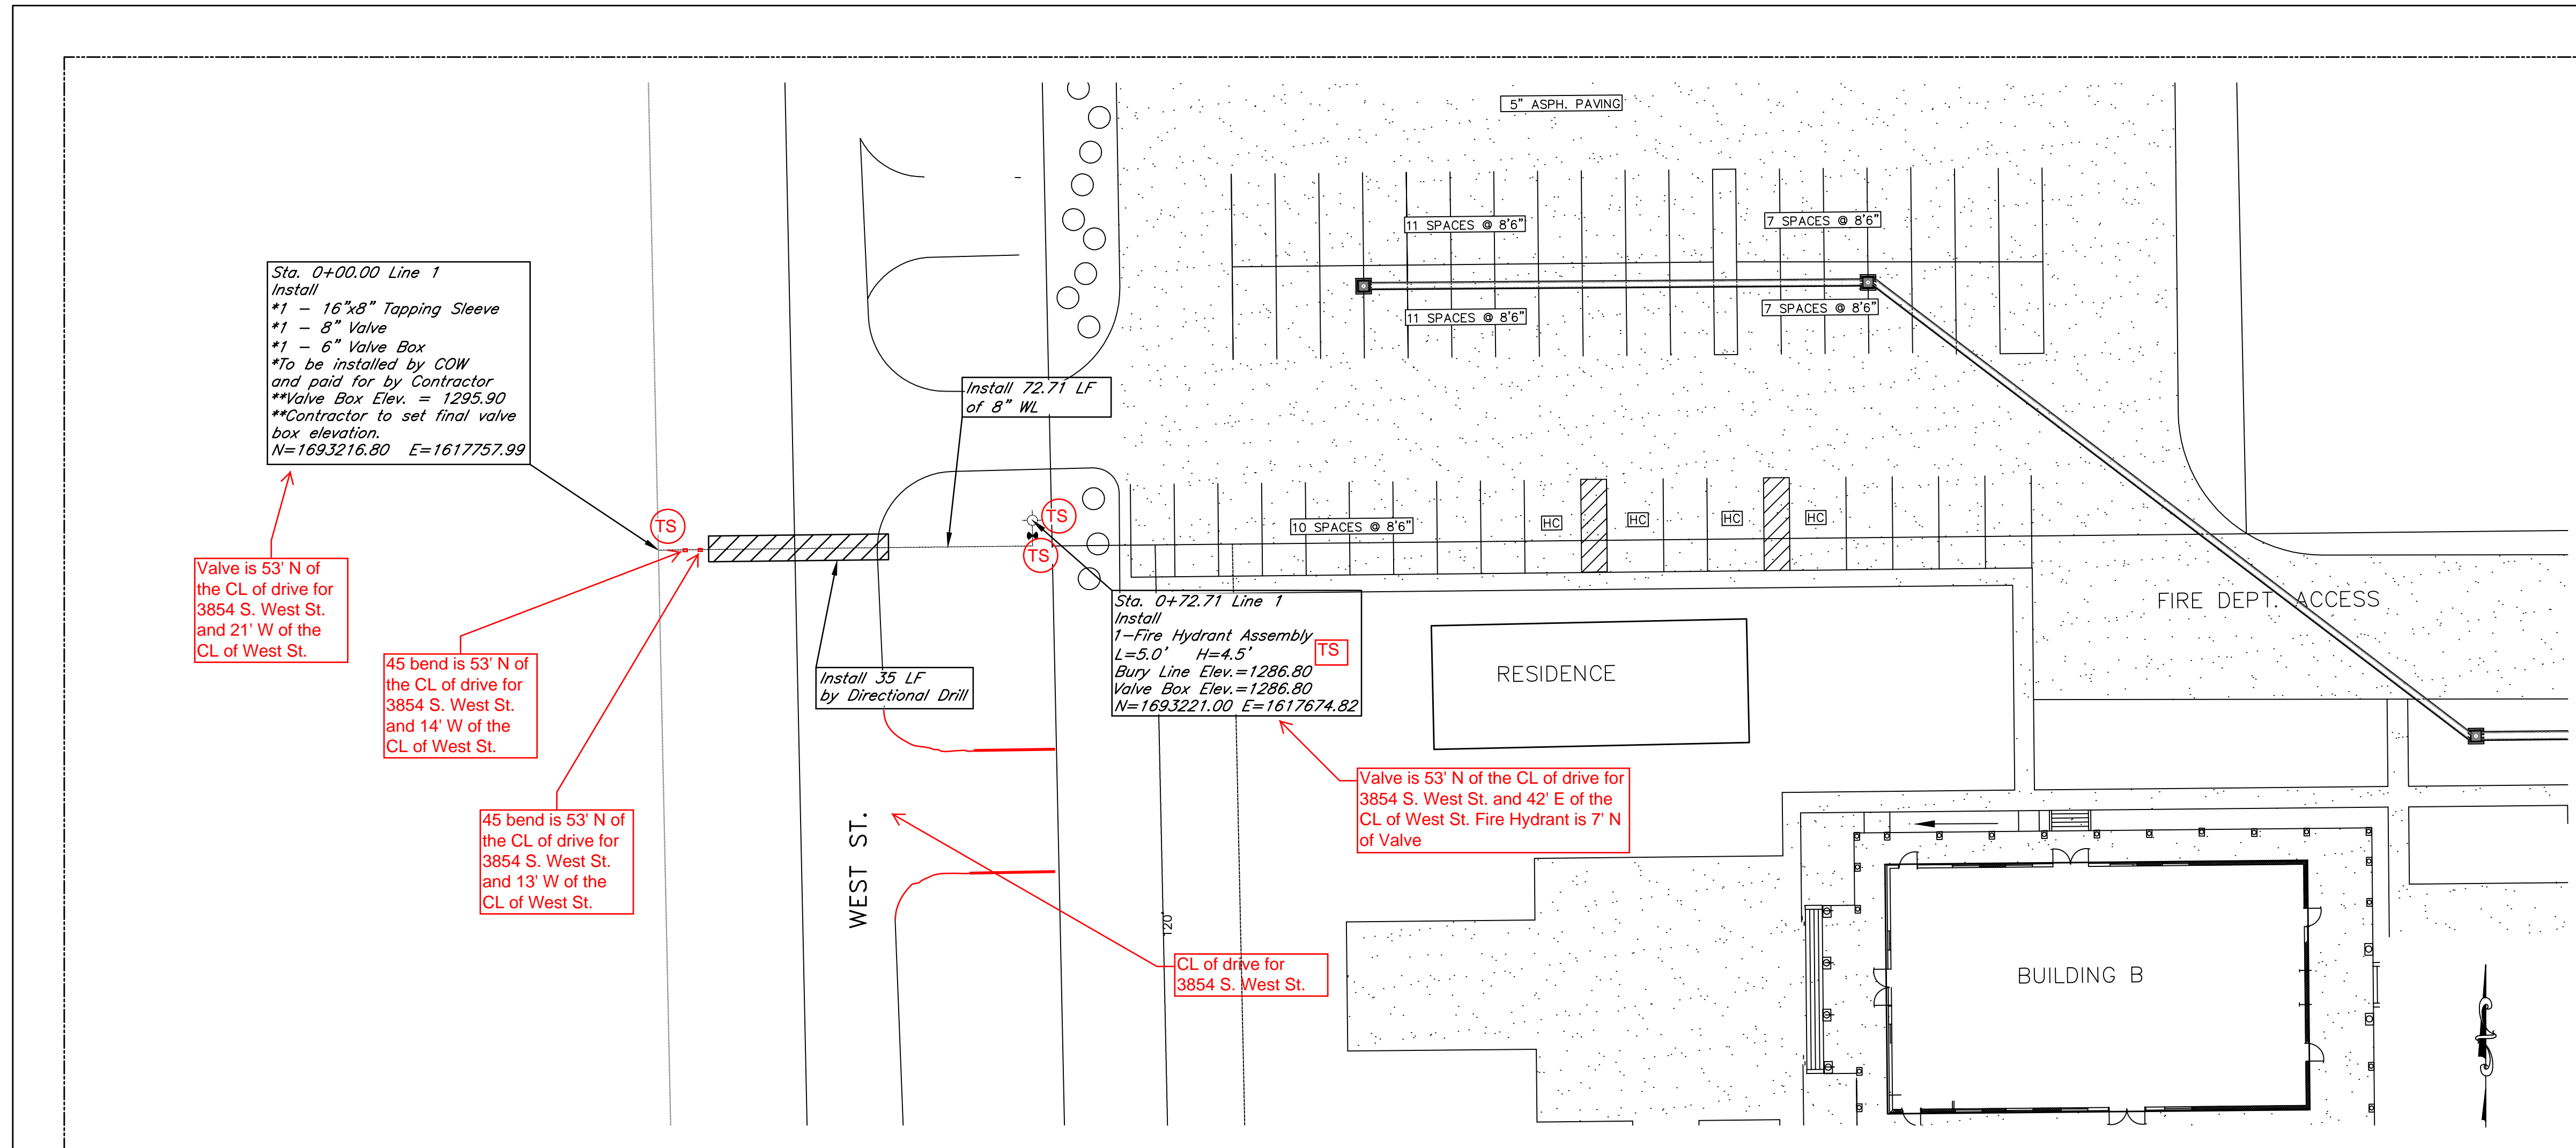 5" ASPH. PAVING
11 SPACES @ 8'6"
7 SPACES @ 8'6"
11 SPACES @ 8'6"
7 SPACES @ 8'6"
Sta. 0+00.00 Line 1
Install
*1 - 16"x8" Tapping Sleeve
*1 - 8" Valve
*1 - 6" Valve Box
*To be installed by COW
and paid for by Contractor
**Valve Box Elev. = 1295.90
**Contractor to set final valve
box elevation.
N=1693216.80 E=1617757.99
Install 72.71 LF
of 8" WL
TS
TS
TS
10 SPACES @ 8'6"
HC
HC
HC
HC
Valve is 53' N of
the CL of drive for
3854 S. West St.
and 21' W of the
CL of West St.
45 bend is 53' N of
the CL of drive for
3854 S. West St.
and 14' W of the
CL of West St.
45 bend is 53' N of
the CL of drive for
3854 S. West St.
and 13' W of the
CL of West St.
Install 35 LF
by Directional Drill
Sta. 0+72.71 Line 1
Install
1-Fire Hydrant Assembly
L=5.0' H=4.5'
TS
Bury Line Elev.=1286.80
Valve Box Elev.=1286.80
N=1693221.00 E=1617674.82
RESIDENCE
FIRE DEPT. ACCESS
Valve is 53' N of the CL of drive for
3854 S. West St. and 42' E of the
CL of West St. Fire Hydrant is 7' N
of Valve
WEST ST.
120'
CL of drive for
3854 S. West St.
BUILDING B